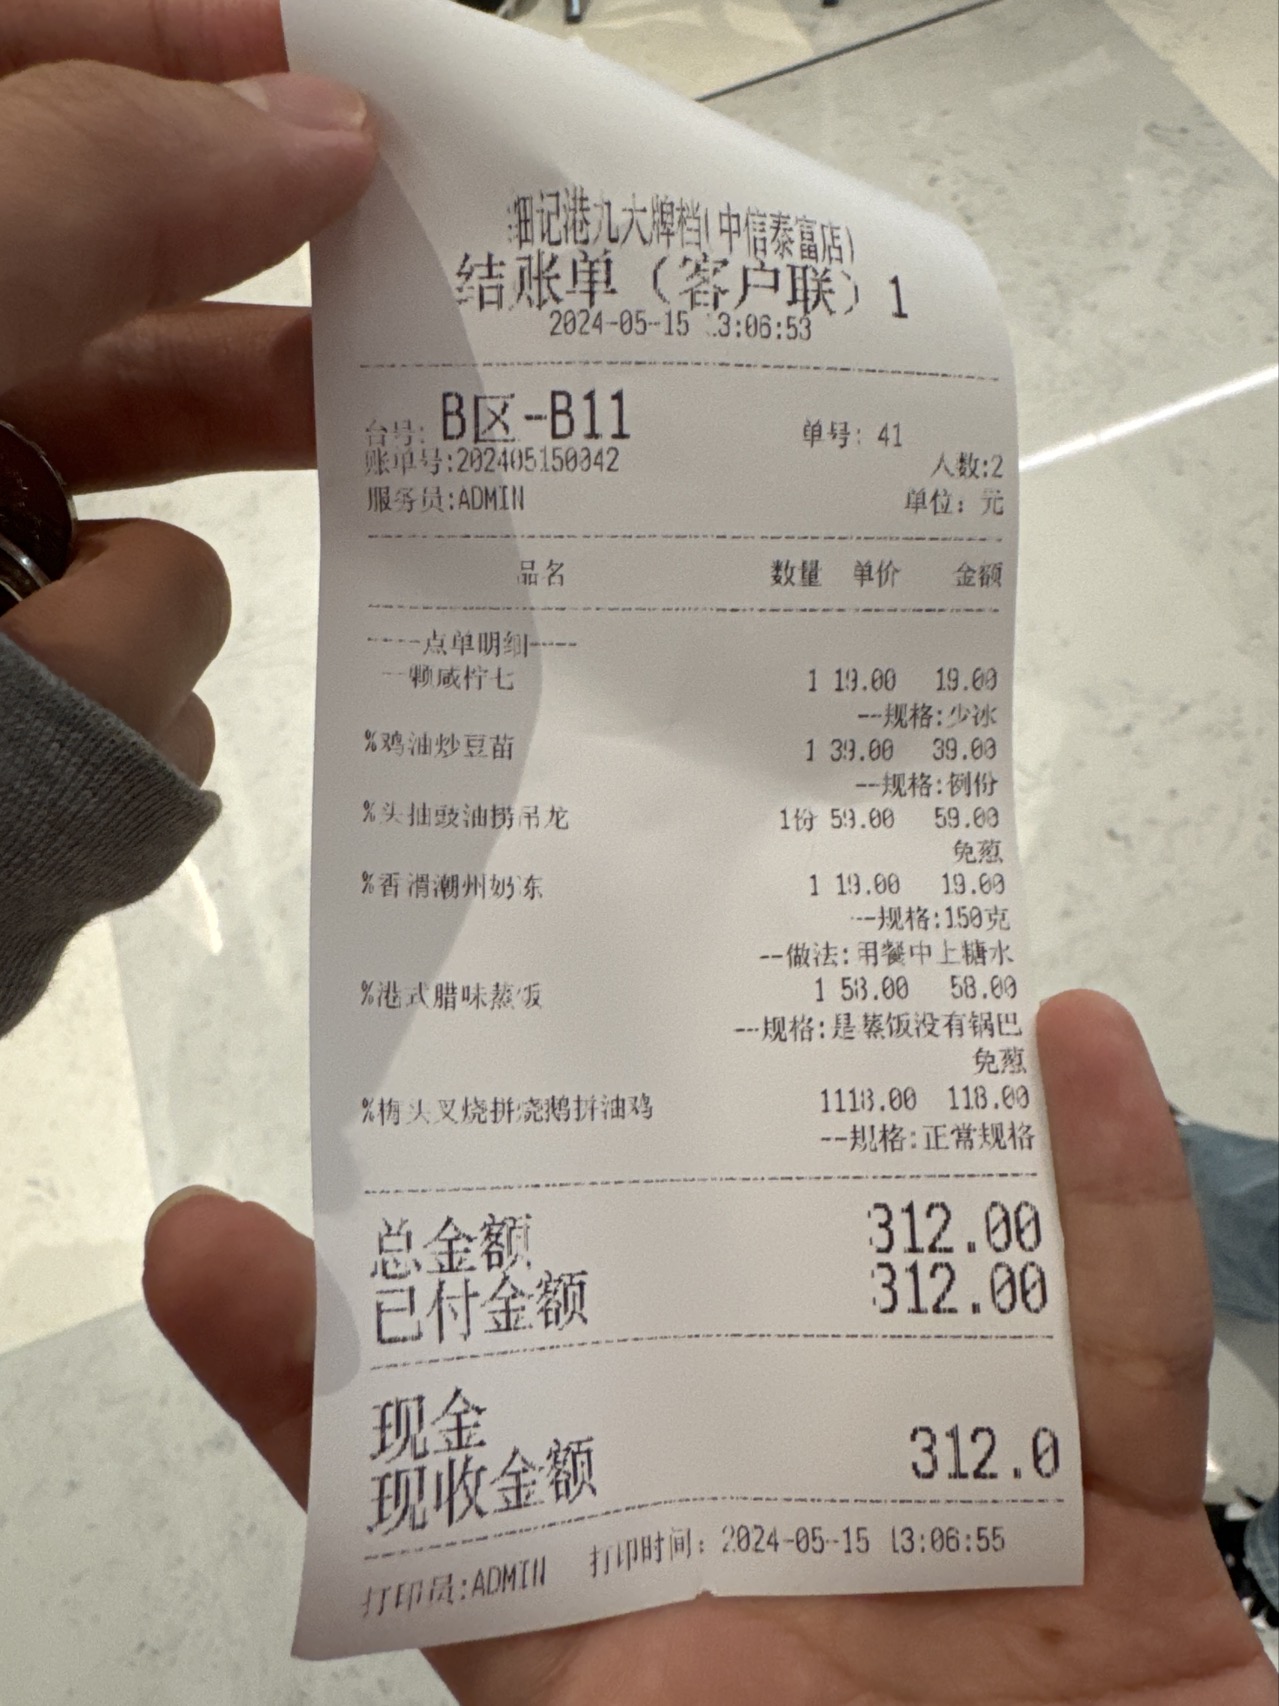 细记港九大牌档(中信泰富店)
结账单（客户联）1
2024-05-15 13:06:53
台号: B区-B11 单号: 41
账单号:202405150042 人数:2
服务员:ADMIN 单位: 元
品名 数量 单价 金额
----点单明细----
一颗咸柠七 1 19.00 19.00
--规格:少冰
%鸡油炒豆苗 1 39.00 39.00
--规格:例份
%头抽豉油捞吊龙 1份 59.00 59.00
免葱
%香滑潮州奶冻 1 19.00 19.00
--规格:150克
--做法:用餐中上糖水
%港式腊味蒸饭 1 58.00 58.00
--规格:是蒸饭没有锅巴
免葱
%梅头叉烧拼烧鹅拼油鸡 1118.00 118.00
--规格:正常规格
总金额 312.00
已付金额 312.00
现金
现收金额 312.0
打印员:ADMIN 打印时间: 2024-05-15 13:06:55